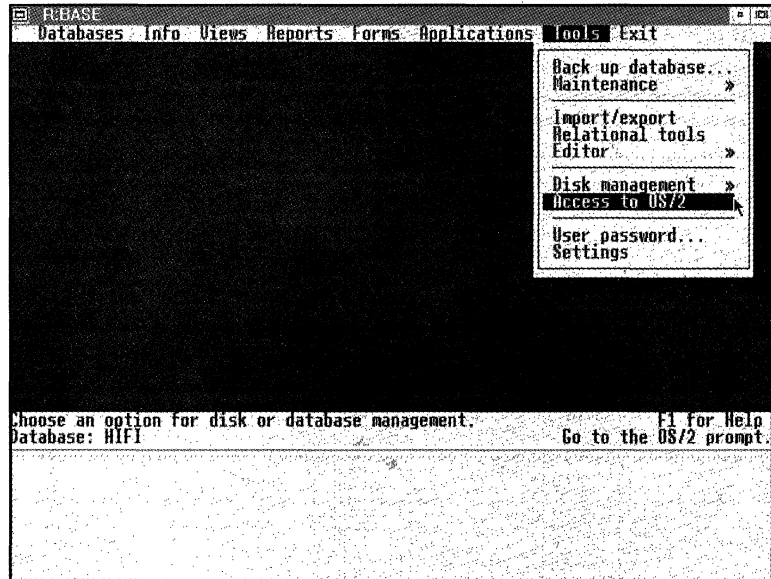 R:BASE
Databases Info Views Reports Forms Applications Tools Exit
Back up database...
Maintenance »
Import/export
Relational tools
Editor »
Disk management »
Access to OS/2
User password...
Settings
Choose an option for disk or database management. F1 for Help
Database: HIFI Go to the OS/2 prompt.